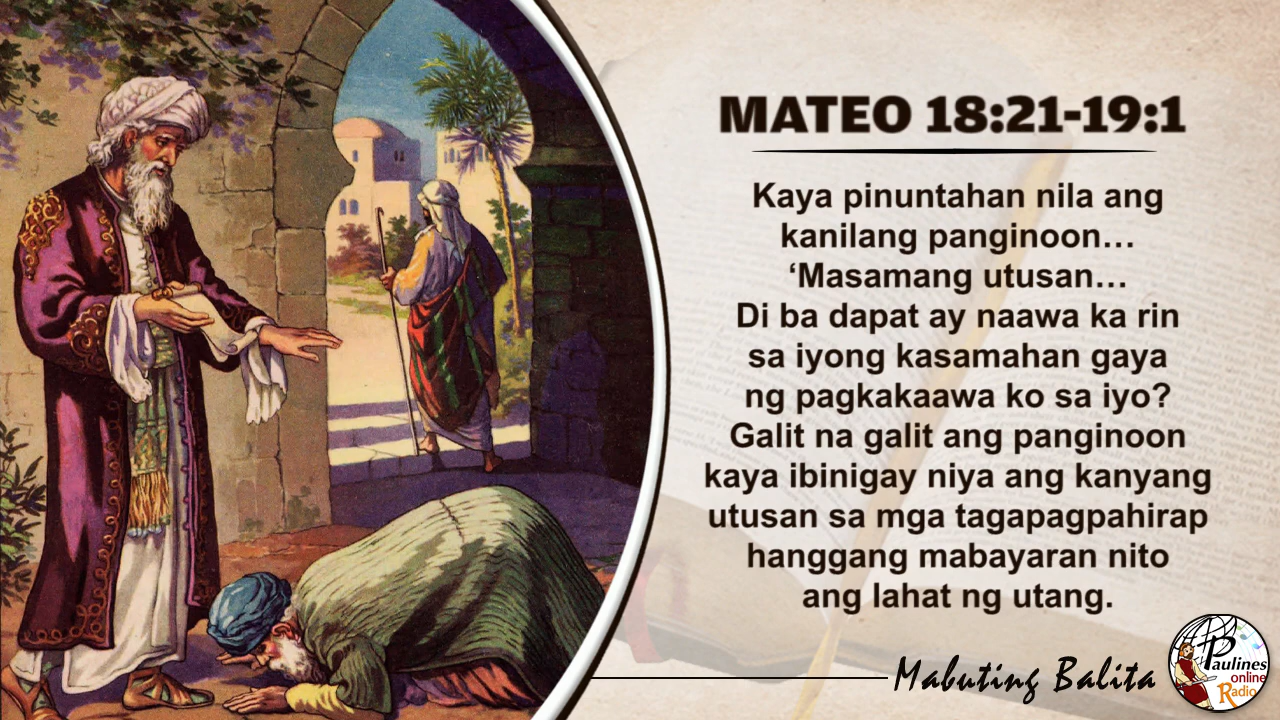 MATEO 18:21-19:1
Kaya pinuntahan nila ang
kanilang panginoon…
‘Masamang utusan…
Di ba dapat ay naawa ka rin
sa iyong kasamahan gaya
ng pagkakaawa ko sa iyo?
Galit na galit ang panginoon
kaya ibinigay niya ang kanyang
utusan sa mga tagapagpahirap
hanggang mabayaran nito
ang lahat ng utang.
Mabuting Balita
Paulines
online
Radio